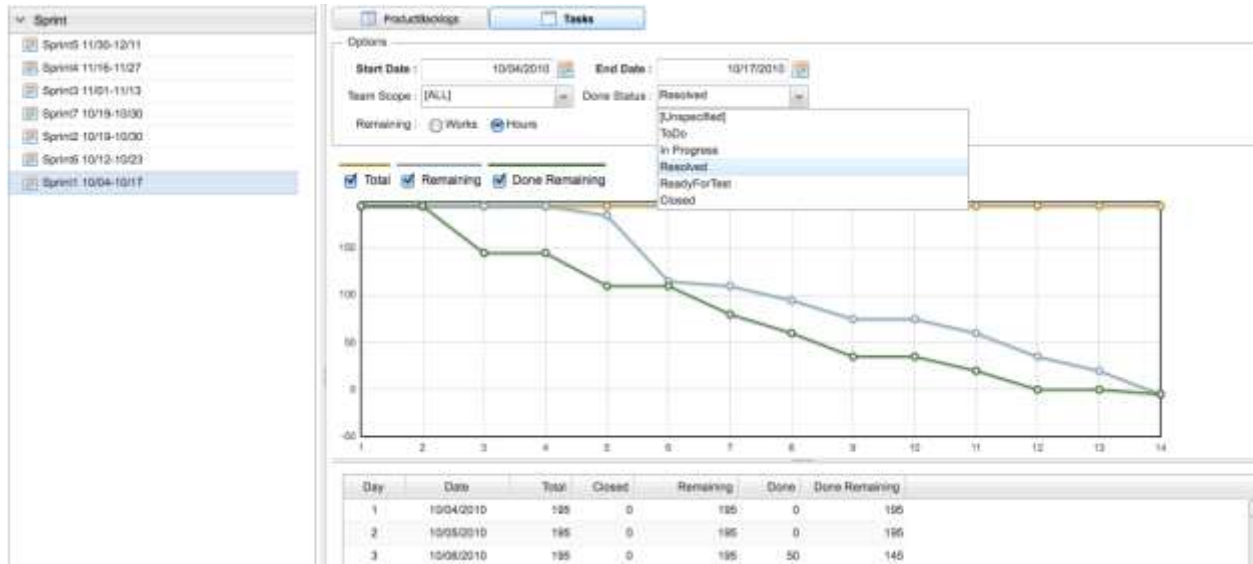 Sprint
Sprint5 11/30-12/11
Sprint4 11/16-11/27
Sprint3 11/01-11/13
Sprint7 10/19-10/30
Sprint2 10/19-10/30
Sprint6 10/12-10/23
Sprint1 10/04-10/17
ProductBacklogs Tasks
Options
Start Date : 10/04/2010 End Date : 10/17/2010
Team Scope : [ALL] Done Status : Resolved
Remaining : Works Hours
[Unspecified]
ToDo
In Progress
Resolved
ReadyForTest
Closed
Total Remaining Done Remaining
150
100
50
0
-50
1 2 3 4 5 6 7 8 9 10 11 12 13 14
Day Date Total Closed Remaining Done Done Remaining
1 10/04/2010 195 0 195 0 195
2 10/05/2010 195 0 195 0 195
3 10/06/2010 195 0 195 50 145